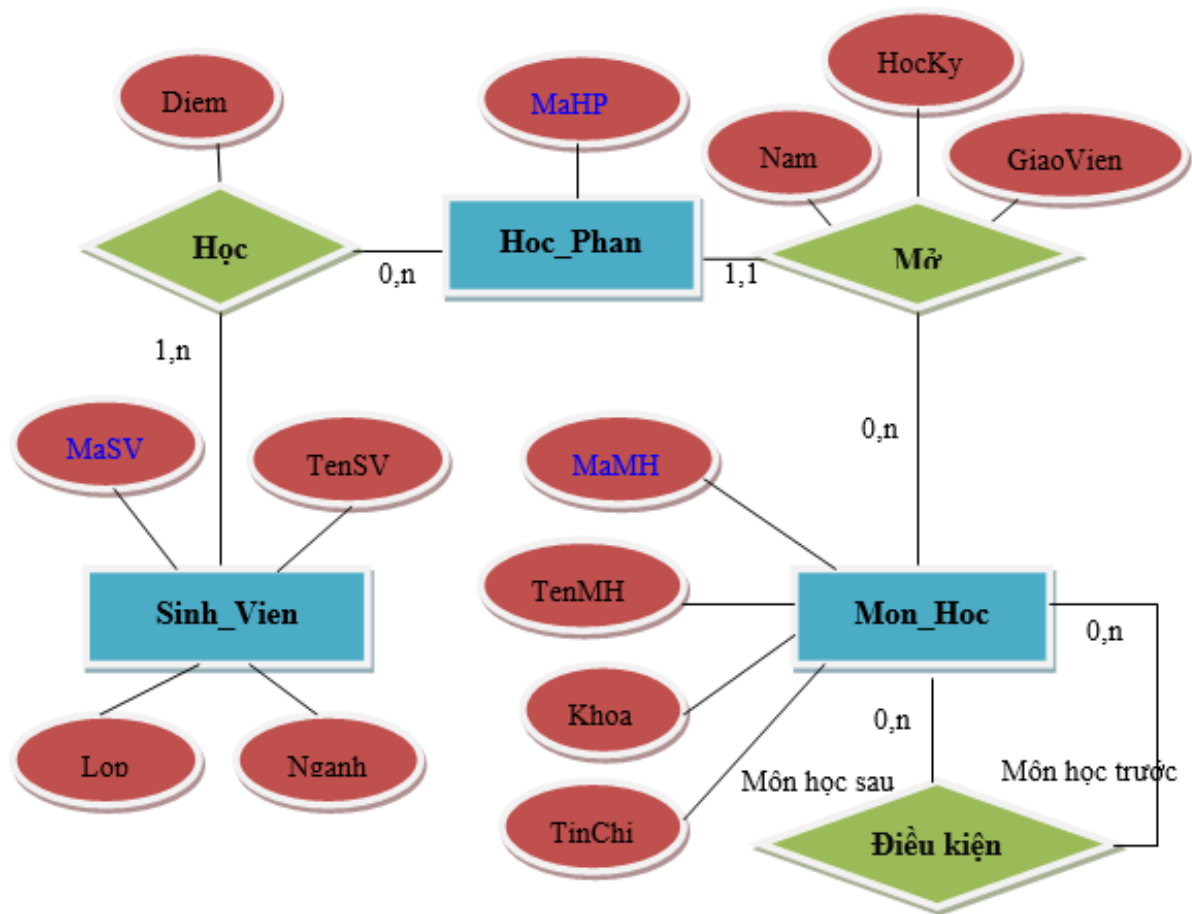 HocKy
Diem
MaHP
Nam
GiaoVien
Học
Hoc_Phan
Mở
0,n
1,1
1,n
0,n
MaSV
TenSV
MaMH
TenMH
Sinh_Vien
Mon_Hoc
0,n
Khoa
0,n
Lop
Nganh
Môn học sau
Môn học trước
TinChi
Điều kiện